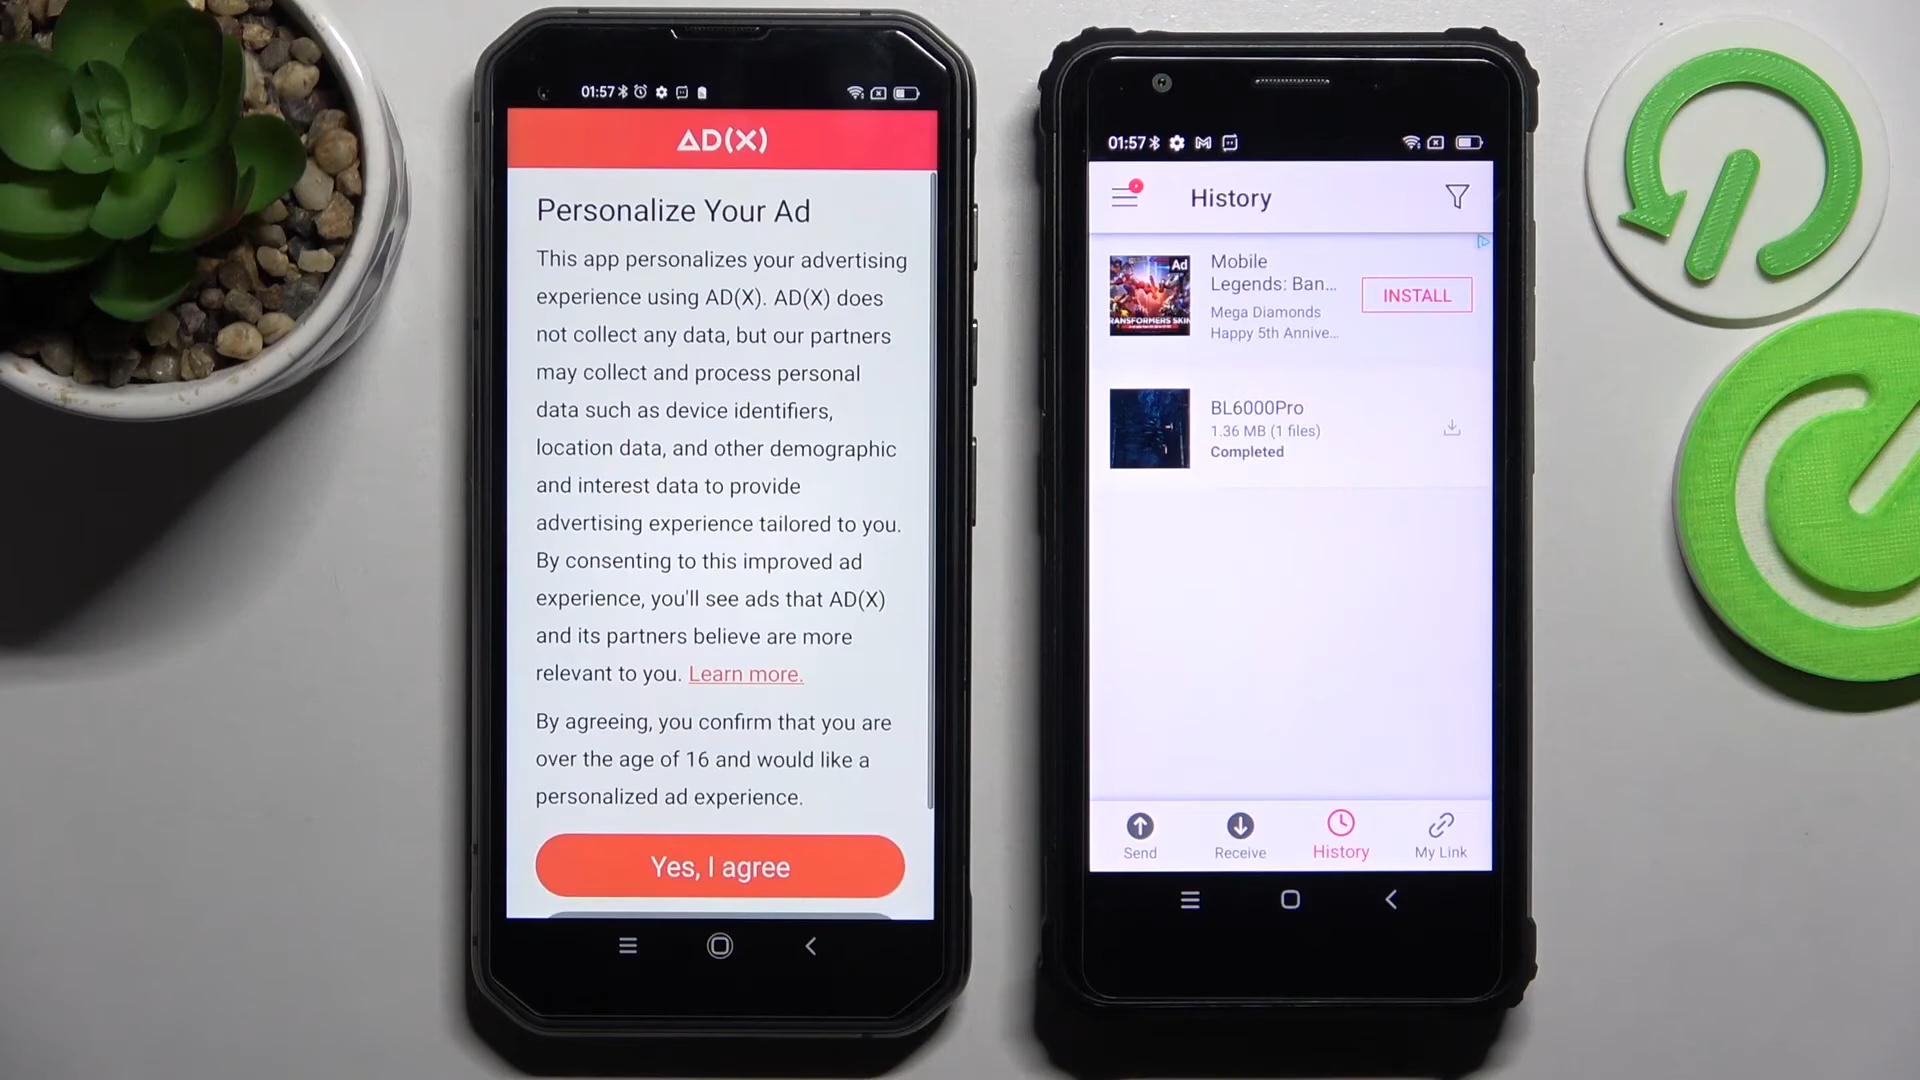 01:57
AD(X)
Personalize Your Ad
This app personalizes your advertising
experience using AD(X). AD(X) does
not collect any data, but our partners
may collect and process personal
data such as device identifiers,
location data, and other demographic
and interest data to provide
advertising experience tailored to you.
By consenting to this improved ad
experience, you'll see ads that AD(X)
and its partners believe are more
relevant to you. Learn more.
By agreeing, you confirm that you are
over the age of 16 and would like a
personalized ad experience.
Yes, I agree
01:57
History
Ad
TRANSFORMERS SKIN
Mobile
Legends: Ban...
Mega Diamonds
Happy 5th Annive...
INSTALL
BL6000Pro
1.36 MB (1 files)
Completed
Send
Receive
History
My Link